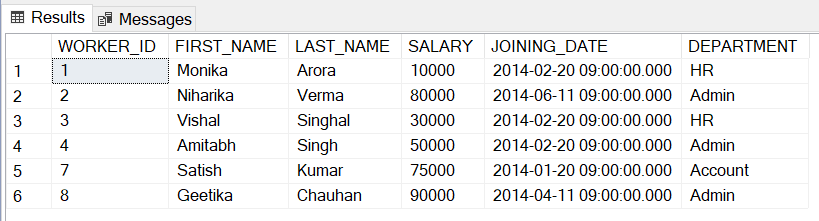 Results Messages
WORKER_ID FIRST_NAME LAST_NAME SALARY JOINING_DATE DEPARTMENT
1 1 Monika Arora 10000 2014-02-20 09:00:00.000 HR
2 2 Niharika Verma 80000 2014-06-11 09:00:00.000 Admin
3 3 Vishal Singhal 30000 2014-02-20 09:00:00.000 HR
4 4 Amitabh Singh 50000 2014-02-20 09:00:00.000 Admin
5 7 Satish Kumar 75000 2014-01-20 09:00:00.000 Account
6 8 Geetika Chauhan 90000 2014-04-11 09:00:00.000 Admin